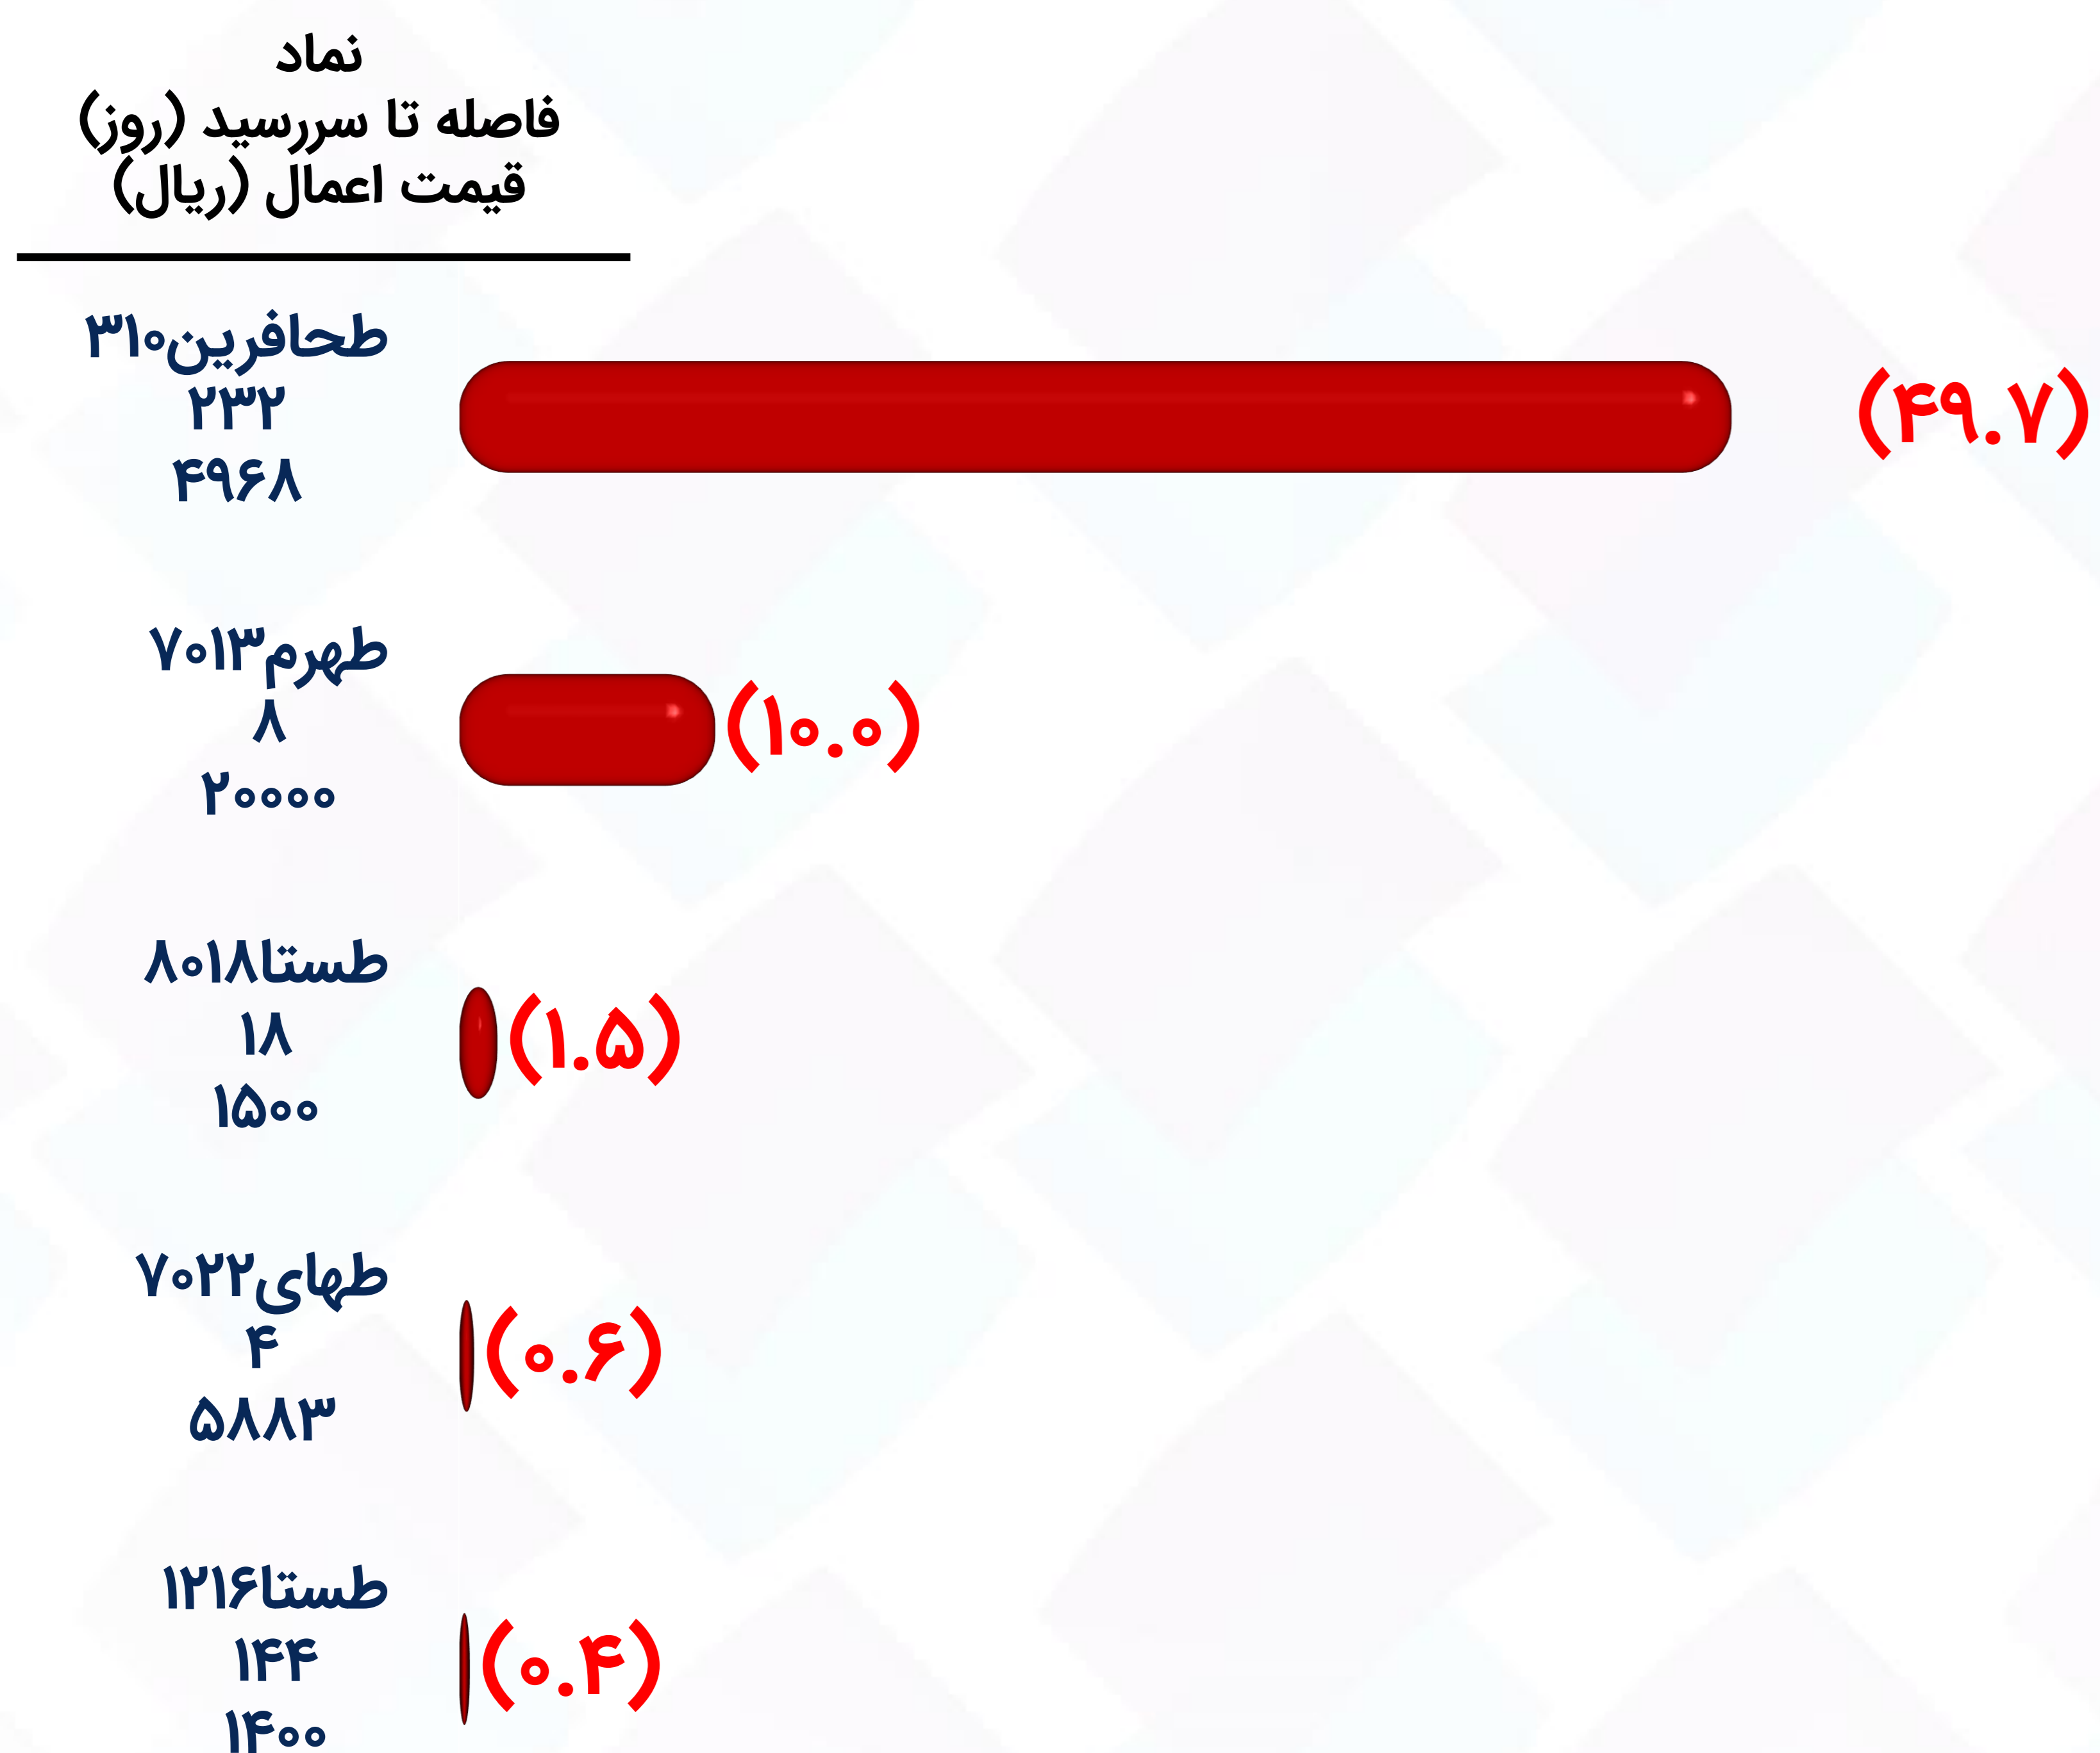 نماد
فاصله تا سررسید (روز)
قیمت اعمال (ریال)
طحافرین۳۱۰
۲۳۲
۴۹۶۸
(۴۹.۷)
طهرم۷۰۱۳
۸
۲۰۰۰۰
(۱۰.۰)
طستا۸۰۱۸
۱۸
۱۵۰۰
(۱.۵)
طهای۷۰۲۲
۴
۵۸۸۳
(۰.۶)
طستا۱۲۱۶
۱۴۴
۱۴۰۰
(۰.۴)